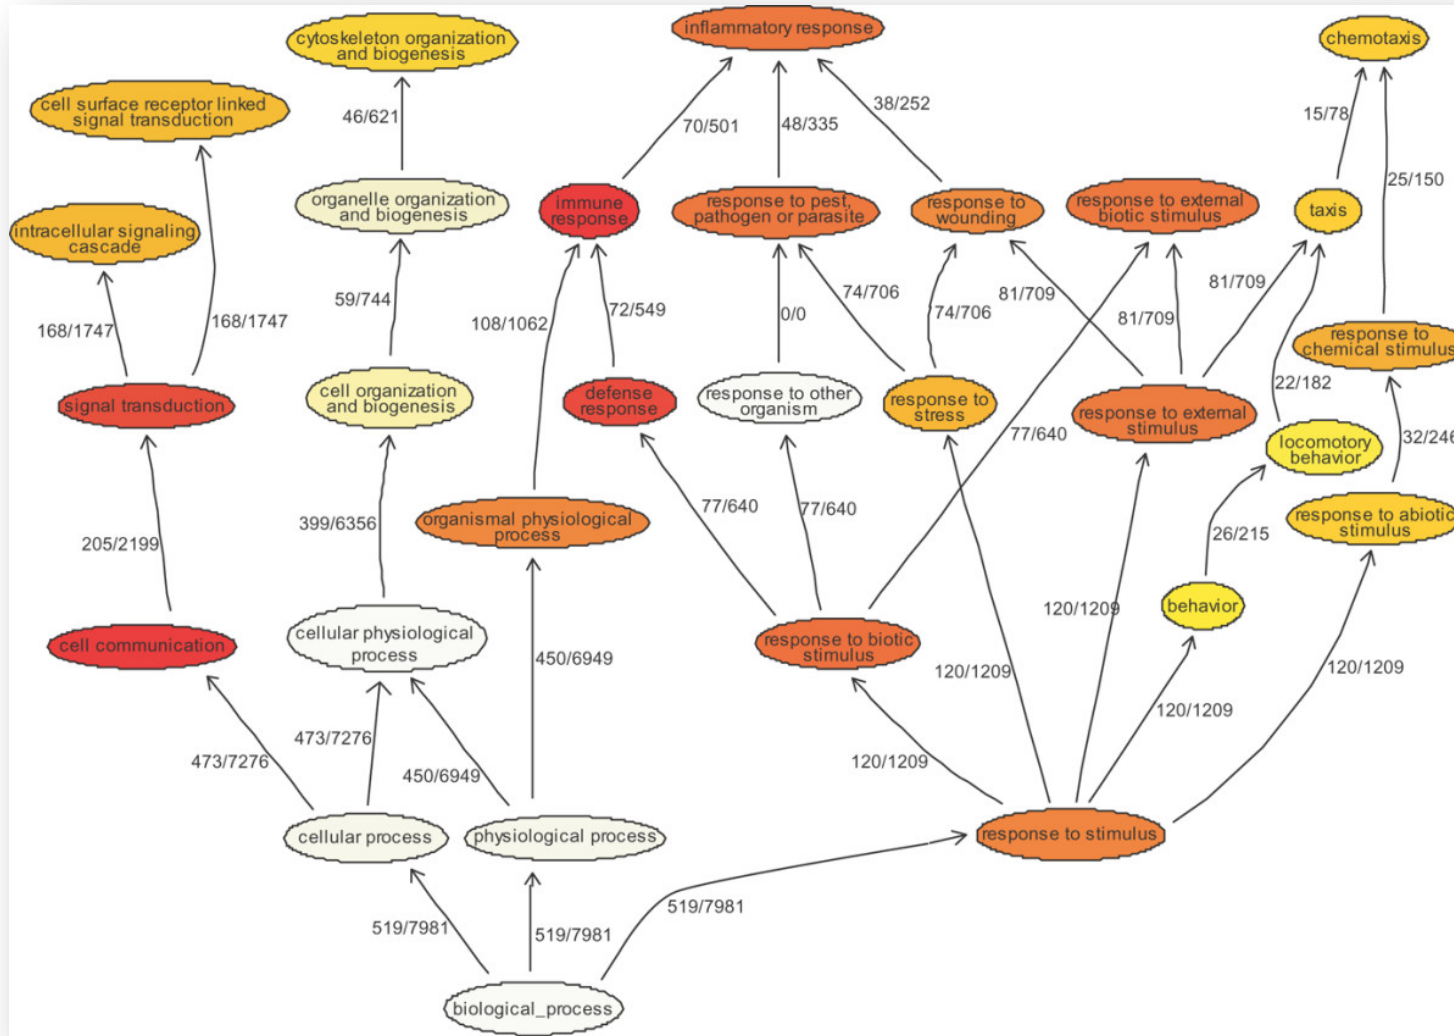 cytoskeleton organization
and biogenesis
inflammatory response
chemotaxis
cell surface receptor linked
signal transduction
46/621
70/501
48/335
38/252
15/78
25/150
organelle organization
and biogenesis
immune
response
response to pest,
pathogen or parasite
response to
wounding
response to external
biotic stimulus
taxis
intracellular signaling
cascade
168/1747
168/1747
59/744
108/1062
72/549
0/0
74/706
74/706
81/709
81/709
81/709
response to
chemical stimulus
signal transduction
cell organization
and biogenesis
defense
response
response to other
organism
response to
stress
response to external
stimulus
22/182
77/640
locomotory
behavior
32/246
205/2199
399/6356
organismal physiological
process
77/640
77/640
response to abiotic
stimulus
26/215
120/1209
behavior
cell communication
cellular physiological
process
450/6949
response to biotic
stimulus
120/1209
120/1209
120/1209
473/7276
473/7276
450/6949
120/1209
cellular process
physiological process
response to stimulus
519/7981
519/7981
519/7981
biological_process